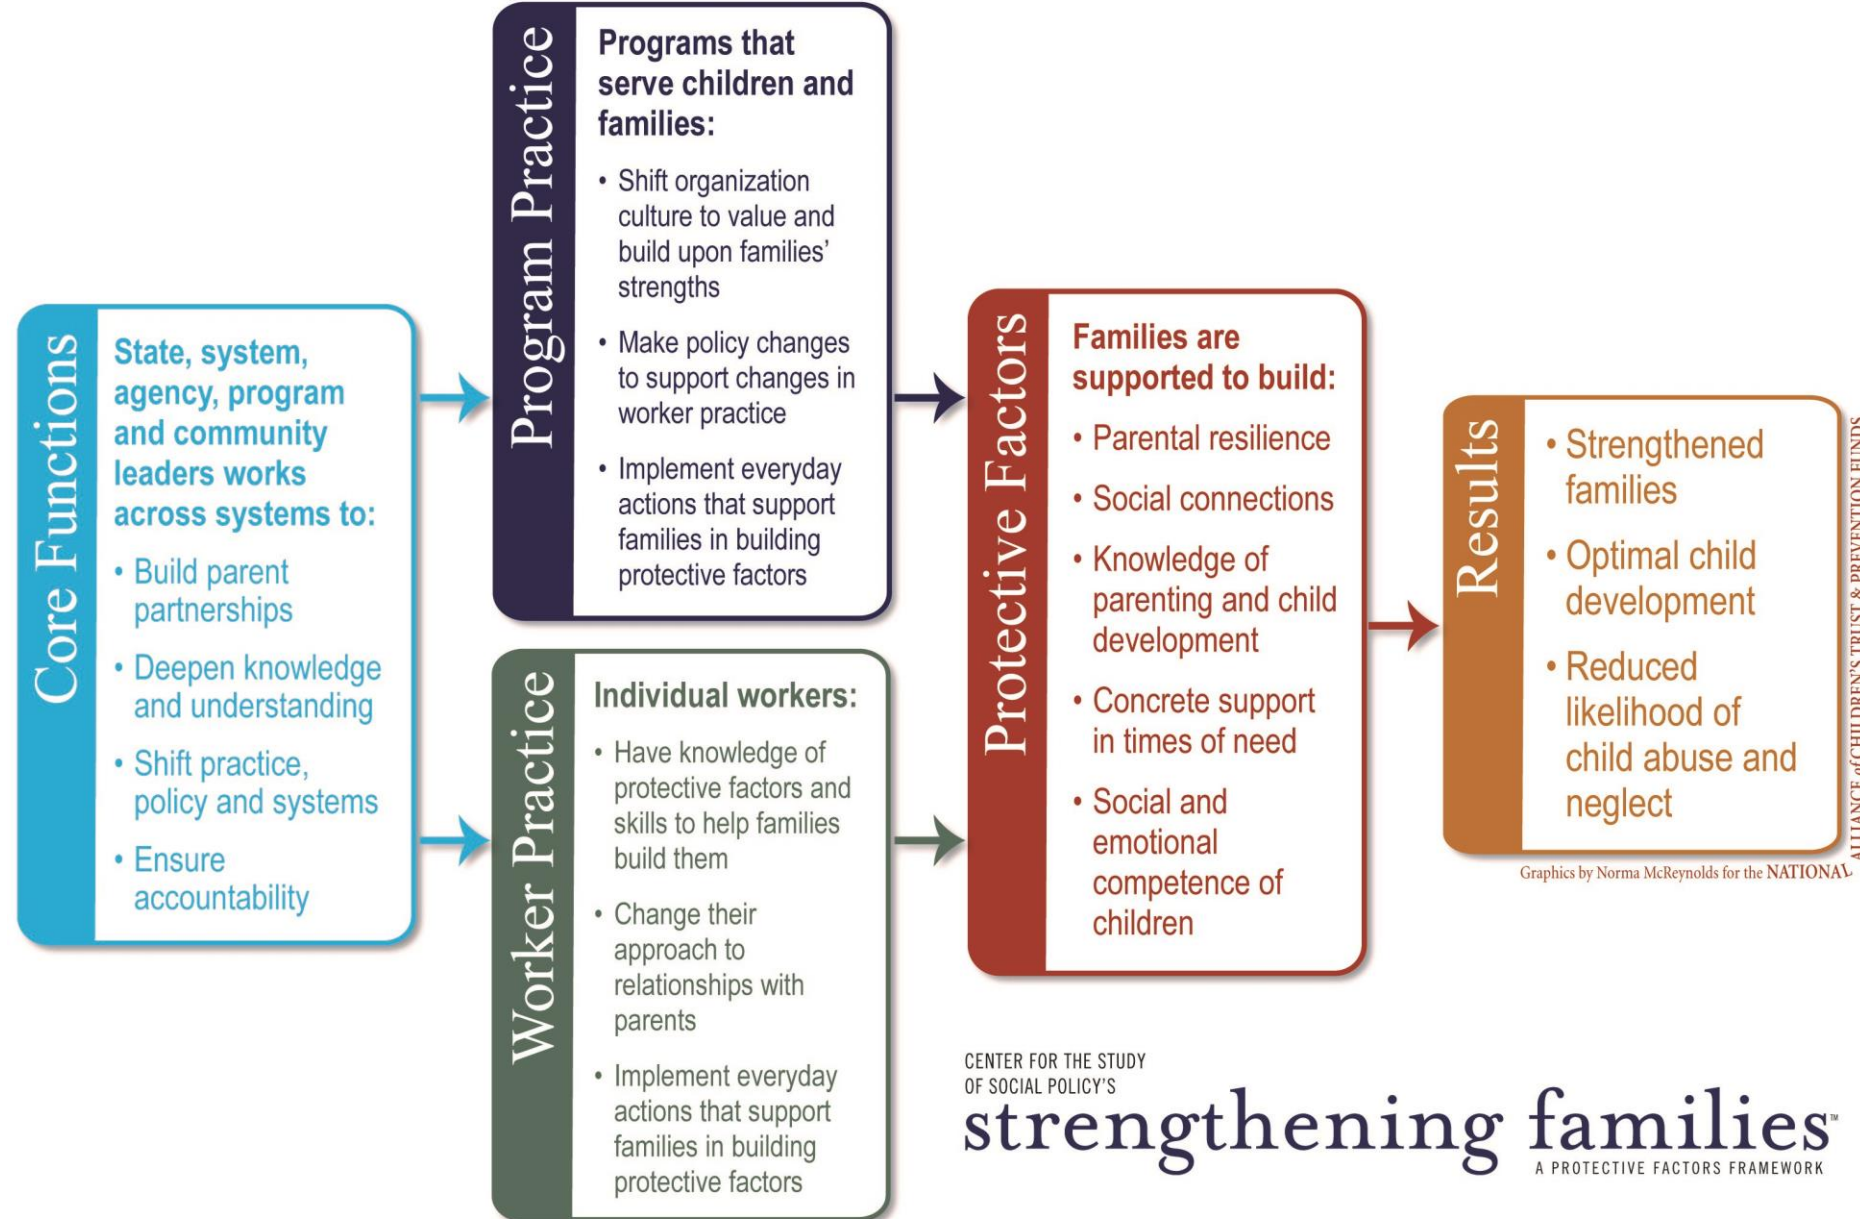 Core Functions
State, system,
agency, program
and community
leaders works
across systems to:
• Build parent
partnerships
• Deepen knowledge
and understanding
• Shift practice,
policy and systems
• Ensure
accountability
Program Practice
Programs that
serve children and
families:
• Shift organization
culture to value and
build upon families’
strengths
• Make policy changes
to support changes in
worker practice
• Implement everyday
actions that support
families in building
protective factors
Worker Practice
Individual workers:
• Have knowledge of
protective factors and
skills to help families
build them
• Change their
approach to
relationships with
parents
• Implement everyday
actions that support
families in building
protective factors
Protective Factors
Families are
supported to build:
• Parental resilience
• Social connections
• Knowledge of
parenting and child
development
• Concrete support
in times of need
• Social and
emotional
competence of
children
Results
• Strengthened
families
• Optimal child
development
• Reduced
likelihood of
child abuse and
neglect
Graphics by Norma McReynolds for the NATIONAL
ALLIANCE of CHILDREN'S TRUST & PREVENTION FUNDS
CENTER FOR THE STUDY
OF SOCIAL POLICY'S
strengthening families™
A PROTECTIVE FACTORS FRAMEWORK